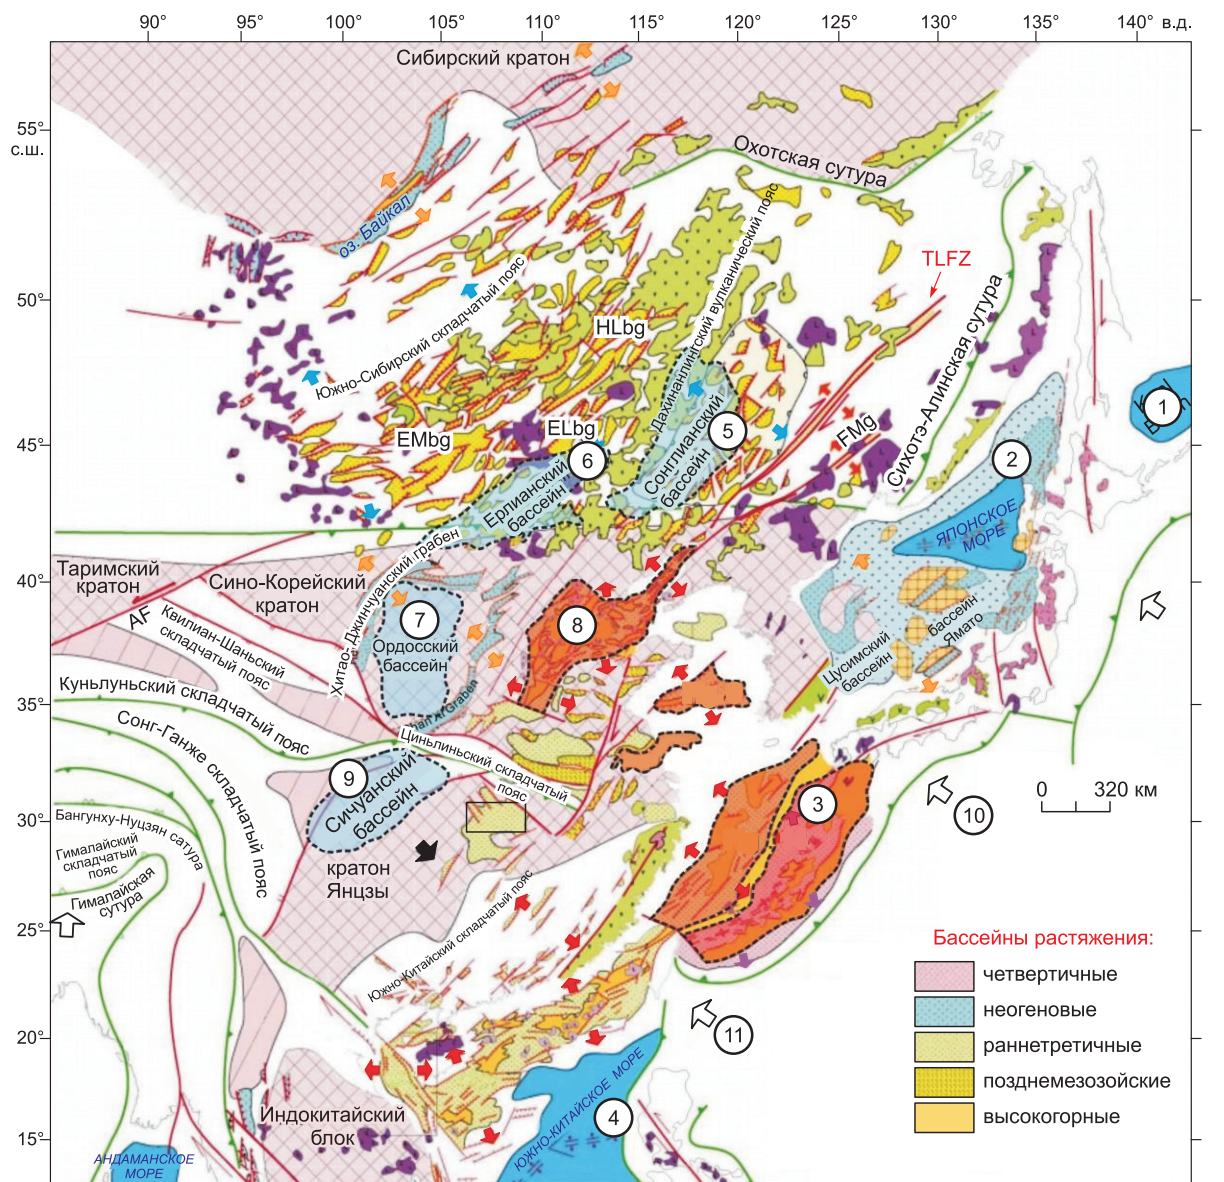 90°
95°
100°
105°
110°
115°
120°
125°
130°
135°
140° в.д.
55°
с.ш.
50°
45°
40°
35°
30°
25°
20°
15°
Сибирский кратон
Охотская сутура
оз. Байкал
Южно-Сибирский складчатый пояс
Дахинанлингский вулканический пояс
TLFZ
Сихотэ-Алинская сутура
HLbg
EMbg
ELbg
FMg
1
2
3
4
5
6
7
8
9
10
11
Сонглианский
бассейн
Ерлианский
бассейн
ЯПОНСКОЕ
МОРЕ
бассейн
Ямато
Цусимский
бассейн
Таримский
кратон
Сино-Корейский
кратон
AF
Хитао-Джинчуанский грабен
Квилиан-Шаньский
складчатый пояс
Ордосский
бассейн
Куньлуньский складчатый пояс
Сонг-Ганже складчатый пояс
Циньлиньский складчатый
пояс
Сичуанский
бассейн
кратон
Янцзы
Бангунху-Нуцзян сатура
Гималайский
складчатый
пояс
Гималайская
сутура
Южно-Китайский складчатый пояс
Индокитайский
блок
АНДАМАНСКОЕ
МОРЕ
ЮЖНО-КИТАЙСКОЕ МОРЕ
0 320 км
Бассейны растяжения:
четвертичные
неогеновые
раннетретичные
позднемезозойские
высокогорные